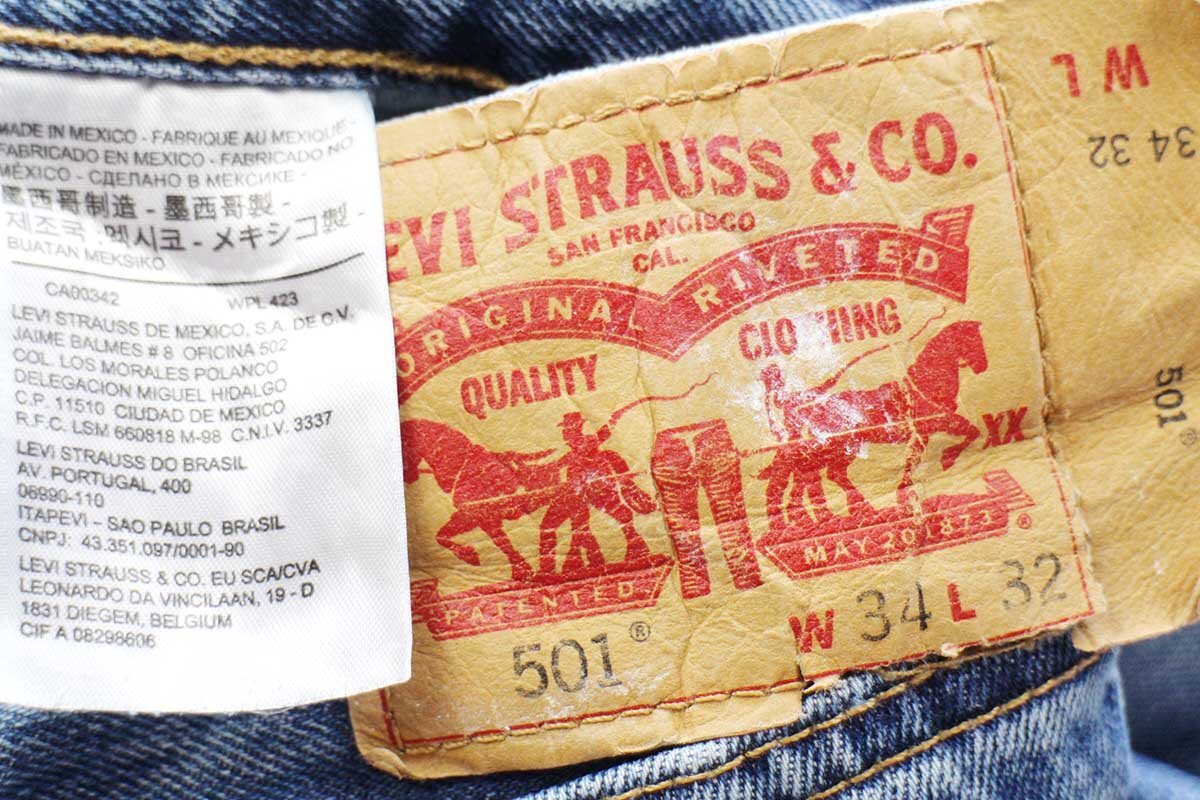 MADE IN MEXICO - FABRIQUE AU MEXIQUE -
FABRICADO EN MEXICO - FABRICADO NO
MÉXICO - СДЕЛАНО В МЕКСИКЕ -
墨西哥制造 - 墨西哥製 -
제조국 :멕시코 - メキシコ製 -
BUATAN MEKSIKO
CA00342 WPL 423
LEVI STRAUSS DE MEXICO, S.A. DE C.V.
JAIME BALMES # 8 OFICINA 502
COL. LOS MORALES POLANCO
DELEGACION MIGUEL HIDALGO
C.P. 11510 CIUDAD DE MEXICO
R.F.C. LSM 660818 M-98 C.N.I.V. 3337
LEVI STRAUSS DO BRASIL
AV. PORTUGAL, 400
06990-110
ITAPEVI - SAO PAULO BRASIL
CNPJ: 43.351.097/0001-90
LEVI STRAUSS & CO. EU SCA/CVA
LEONARDO DA VINCILAAN, 19 - D
1831 DIEGEM, BELGIUM
CIF A 08298606
LEVI STRAUSS & CO.
SAN FRANCISCO
CAL.
ORIGINAL RIVETED
QUALITY CLOTHING
XX
PATENTED MAY 20 1873 ®
501® W 34 L 32
W L
34 32
501®